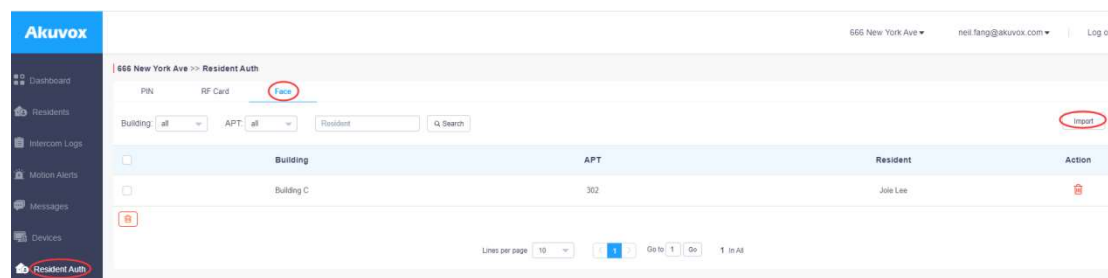 Akuvox
666 New York Ave
neil.fang@akuvox.com
Log o
Dashboard
Residents
Intercom Logs
Motion Alerts
Messages
Devices
Resident Auth
666 New York Ave >> Resident Auth
PIN RF Card Face
Building: all APT: all Resident Search Import
Building APT Resident Action
Building C 302 Joie Lee
Lines per page 10 < 1 > Go to 1 Go 1 In All